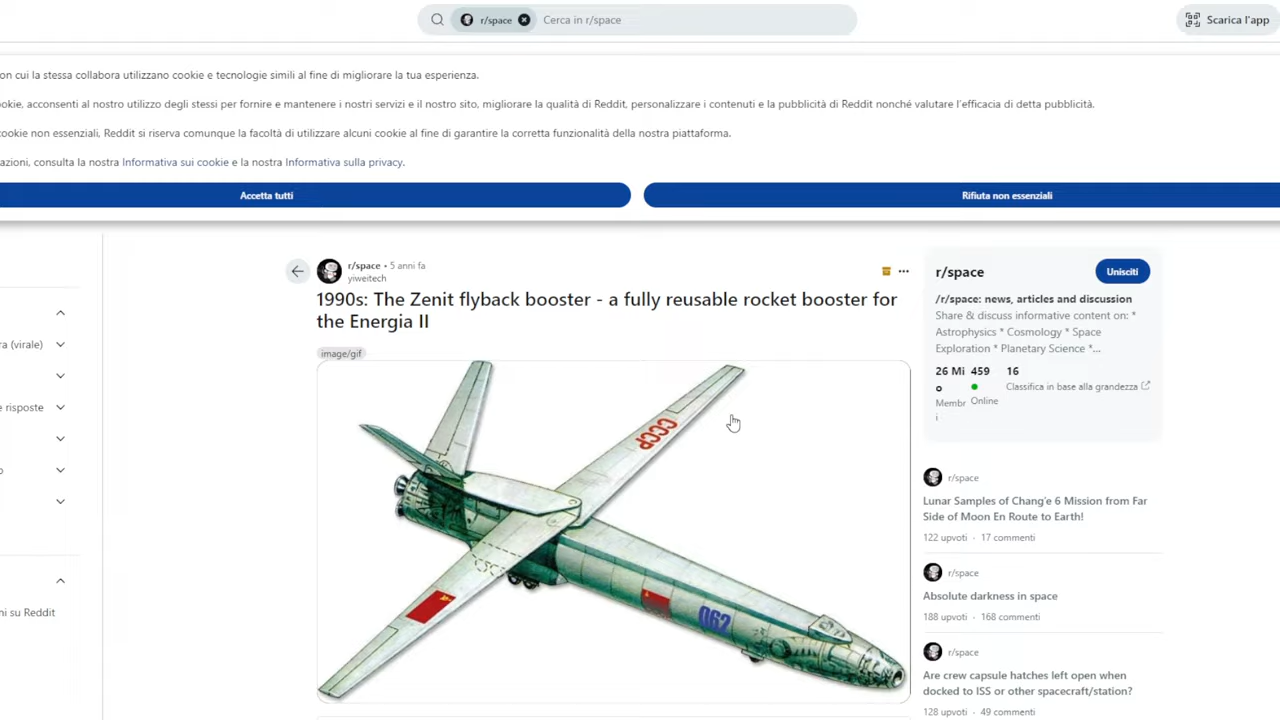 r/space
Cerca in r/space
Scarica l'app
on cui la stessa collabora utilizzano cookie e tecnologie simili al fine di migliorare la tua esperienza.
okie, acconsenti al nostro utilizzo degli stessi per fornire e mantenere i nostri servizi e il nostro sito, migliorare la qualità di Reddit, personalizzare i contenuti e la pubblicità di Reddit nonché valutare l'efficacia di detta pubblicità.
cookie non essenziali, Reddit si riserva comunque la facoltà di utilizzare alcuni cookie al fine di garantire la corretta funzionalità della nostra piattaforma.
azioni, consulta la nostra Informativa sui cookie e la nostra Informativa sulla privacy.
Accetta tutti
Rifiuta non essenziali
ra (virale)
e risposte
o
ni su Reddit
r/space • 5 anni fa
yiweitech
1990s: The Zenit flyback booster - a fully reusable rocket booster for
the Energia II
image/gif
СССР
062
r/space
Unisciti
/r/space: news, articles and discussion
Share & discuss informative content on: *
Astrophysics * Cosmology * Space
Exploration * Planetary Science *...
26 Mi
o
Membr
i
459
Online
16
Classifica in base alla grandezza
r/space
Lunar Samples of Chang'e 6 Mission from Far
Side of Moon En Route to Earth!
122 upvoti · 17 commenti
r/space
Absolute darkness in space
188 upvoti · 168 commenti
r/space
Are crew capsule hatches left open when
docked to ISS or other spacecraft/station?
128 upvoti · 49 commenti